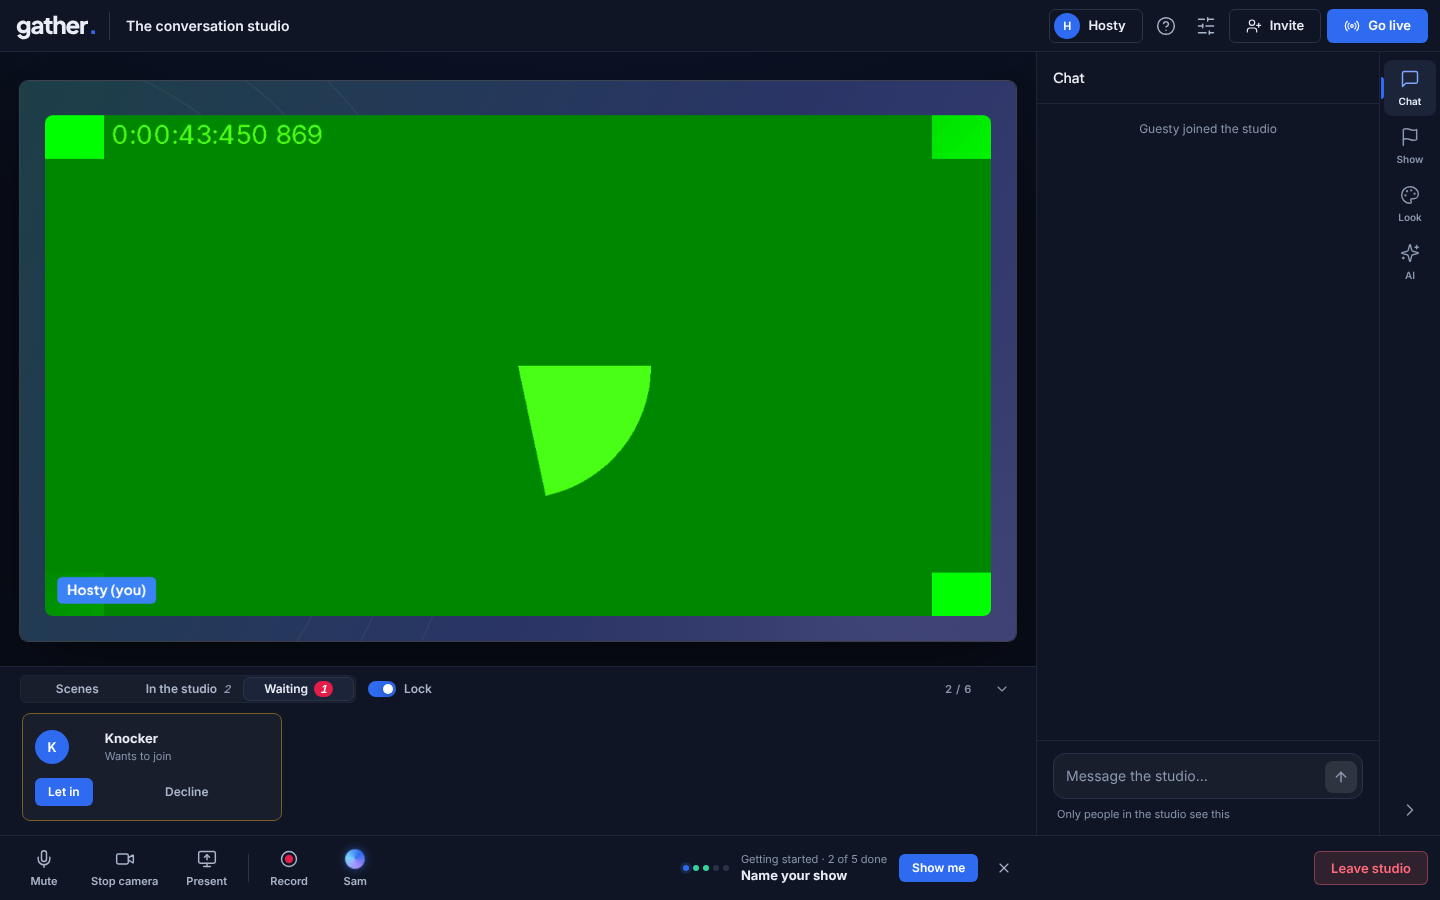 gather.
The conversation studio
H
Hosty
Invite
Go live
0:00:43:450 869
Hosty (you)
Chat
Guesty joined the studio
Chat
Show
Look
AI
Scenes
In the studio 2
Waiting 1
Lock
2 / 6
K
Knocker
Wants to join
Let in
Decline
Message the studio...
Only people in the studio see this
Mute
Stop camera
Present
Record
Sam
Getting started · 2 of 5 done
Name your show
Show me
Leave studio